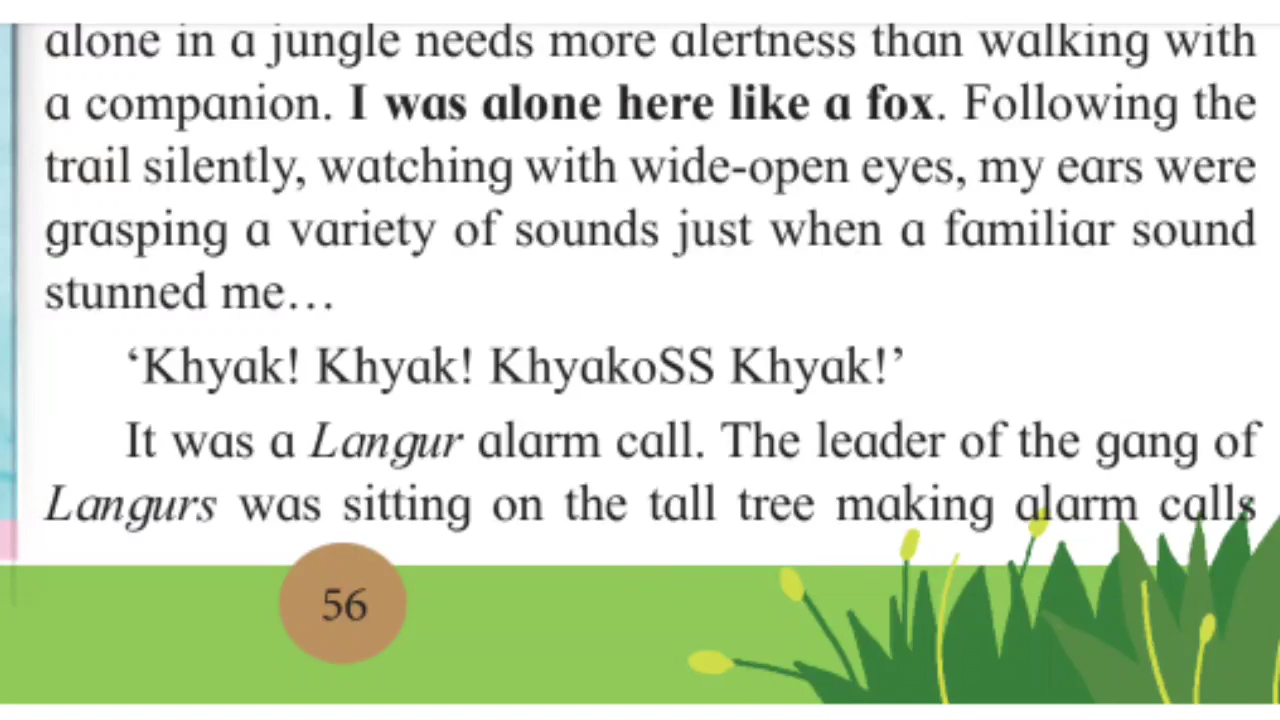 alone in a jungle needs more alertness than walking with
a companion. I was alone here like a fox. Following the
trail silently, watching with wide-open eyes, my ears were
grasping a variety of sounds just when a familiar sound
stunned me…
‘Khyak! Khyak! KhyakoSS Khyak!’
It was a Langur alarm call. The leader of the gang of
Langurs was sitting on the tall tree making alarm calls
56